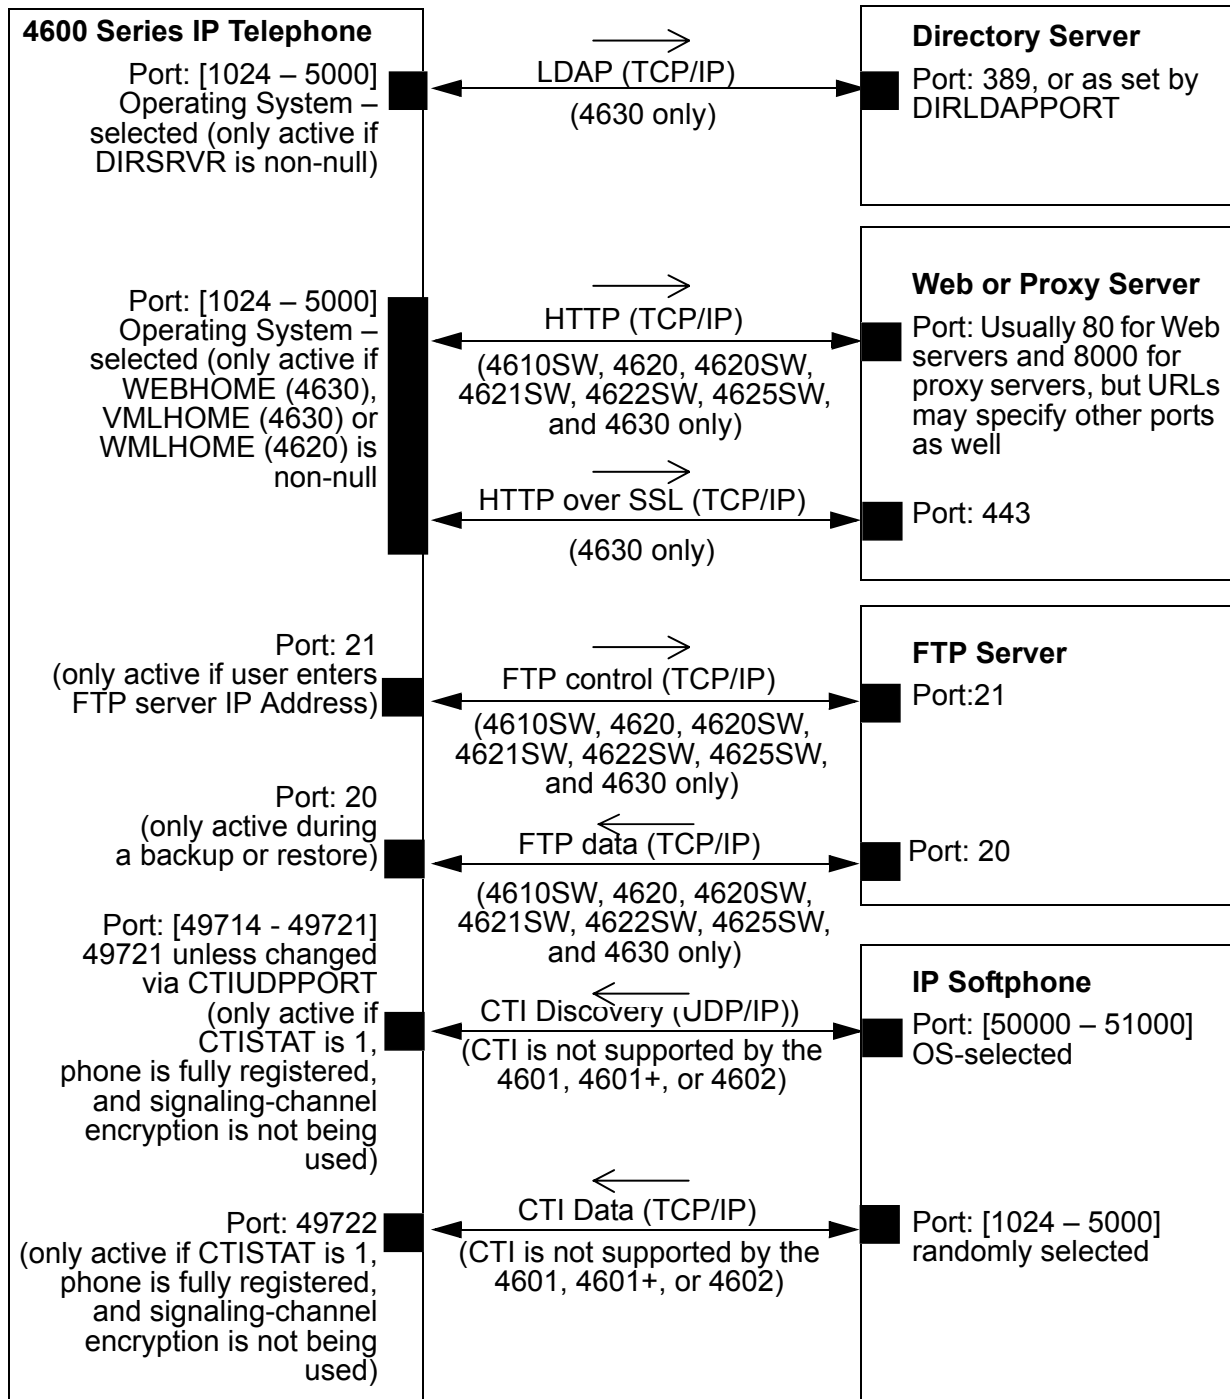 4600 Series IP Telephone
Port: [1024 – 5000]
Operating System –
selected (only active if
DIRSRVR is non-null)
LDAP (TCP/IP)
(4630 only)
Directory Server
Port: 389, or as set by
DIRLDAPPORT
Port: [1024 – 5000]
Operating System –
selected (only active if
WEBHOME (4630),
VMLHOME (4630) or
WMLHOME (4620) is
non-null
HTTP (TCP/IP)
(4610SW, 4620, 4620SW,
4621SW, 4622SW, 4625SW,
and 4630 only)
HTTP over SSL (TCP/IP)
(4630 only)
Web or Proxy Server
Port: Usually 80 for Web
servers and 8000 for
proxy servers, but URLs
may specify other ports
as well
Port: 443
Port: 21
(only active if user enters
FTP server IP Address)
FTP control (TCP/IP)
(4610SW, 4620, 4620SW,
4621SW, 4622SW, 4625SW,
and 4630 only)
FTP Server
Port:21
Port: 20
(only active during
a backup or restore)
FTP data (TCP/IP)
(4610SW, 4620, 4620SW,
4621SW, 4622SW, 4625SW,
and 4630 only)
Port: 20
Port: [49714 - 49721]
49721 unless changed
via CTIUDPPORT
(only active if
CTISTAT is 1,
phone is fully registered,
and signaling-channel
encryption is not being
used)
CTI Discovery (UDP/IP))
(CTI is not supported by the
4601, 4601+, or 4602)
IP Softphone
Port: [50000 – 51000]
OS-selected
Port: 49722
(only active if CTISTAT is 1,
phone is fully registered,
and signaling-channel
encryption is not being
used)
CTI Data (TCP/IP)
(CTI is not supported by the
4601, 4601+, or 4602)
Port: [1024 – 5000]
randomly selected